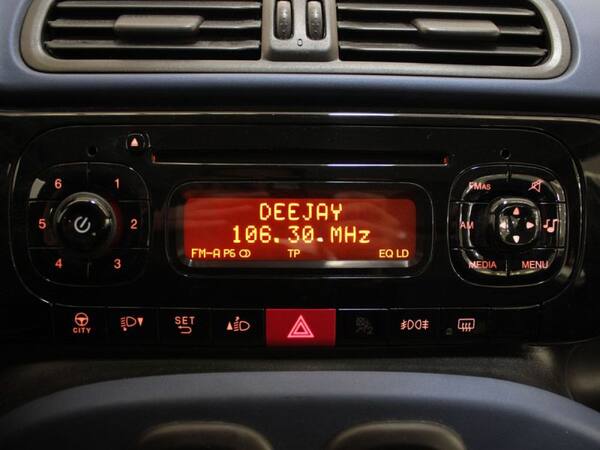 DEEJAY
106.30.MHz
FM-A P6 TP EQ LD
6 1
5 2
4 3
FMAS
AM
MEDIA MENU
CITY SET